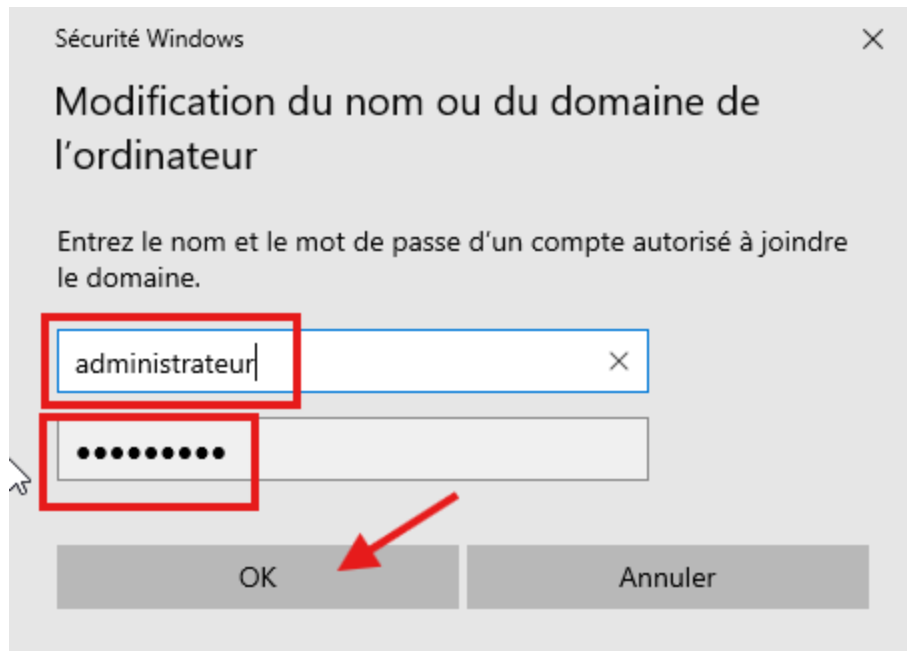 Sécurité Windows
Modification du nom ou du domaine de
l’ordinateur
Entrez le nom et le mot de passe d’un compte autorisé à joindre
le domaine.
administrateur
•••••••••
OK Annuler